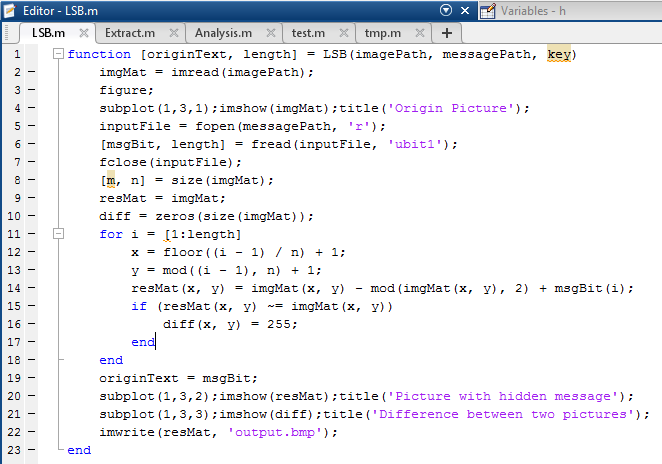 Editor - LSB.m
Variables - h
LSB.m Extract.m Analysis.m test.m tmp.m
1 function [originText, length] = LSB(imagePath, messagePath, key)
2 imgMat = imread(imagePath);
3 figure;
4 subplot(1,3,1);imshow(imgMat);title('Origin Picture');
5 inputFile = fopen(messagePath, 'r');
6 [msgBit, length] = fread(inputFile, 'ubit1');
7 fclose(inputFile);
8 [m, n] = size(imgMat);
9 resMat = imgMat;
10 diff = zeros(size(imgMat));
11 for i = [1:length]
12 x = floor((i - 1) / n) + 1;
13 y = mod((i - 1), n) + 1;
14 resMat(x, y) = imgMat(x, y) - mod(imgMat(x, y), 2) + msgBit(i);
15 if (resMat(x, y) ~= imgMat(x, y))
16 diff(x, y) = 255;
17 end
18 end
19 originText = msgBit;
20 subplot(1,3,2);imshow(resMat);title('Picture with hidden message');
21 subplot(1,3,3);imshow(diff);title('Difference between two pictures');
22 imwrite(resMat, 'output.bmp');
23 end